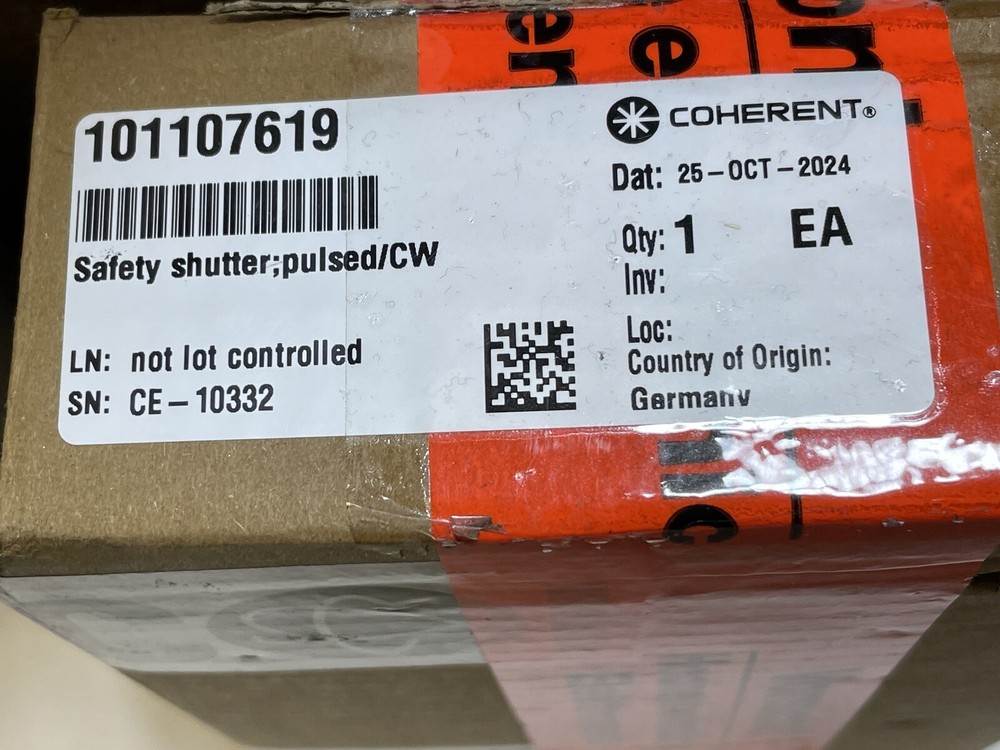 101107619
Safety shutter;pulsed/CW
LN: not lot controlled
SN: CE-10332
COHERENT®
Dat: 25-OCT-2024
Qty: 1 EA
Inv:
Loc:
Country of Origin:
Germany